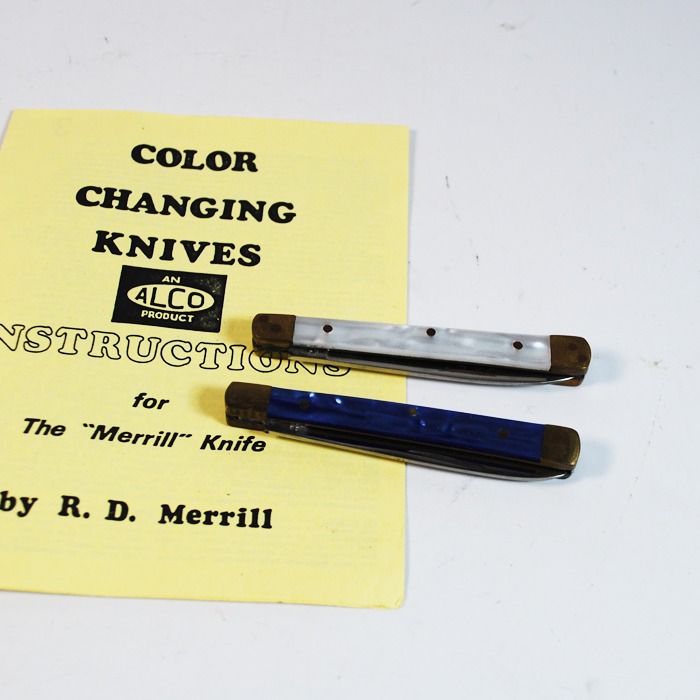 COLOR
CHANGING
KNIVES
AN
ALCO
PRODUCT
NSTRUCTIONS
for
The "Merrill" Knife
by R. D. Merrill